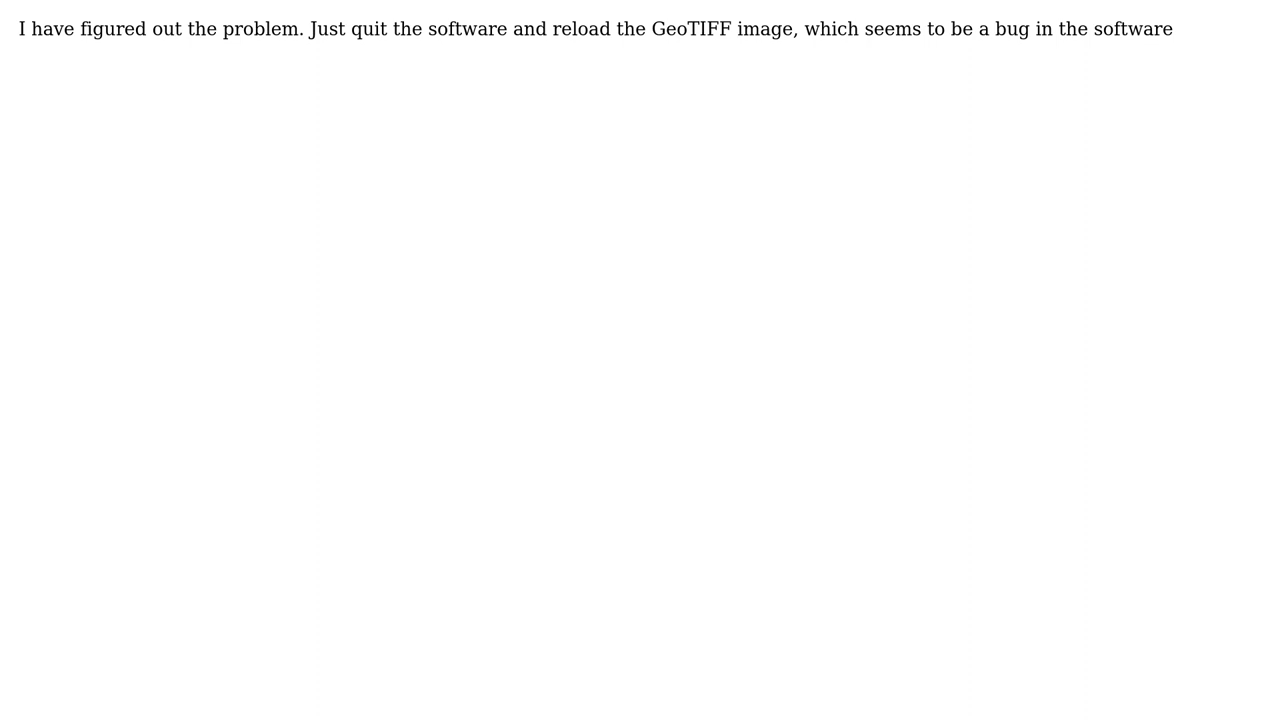 I have figured out the problem. Just quit the software and reload the GeoTIFF image, which seems to be a bug in the software